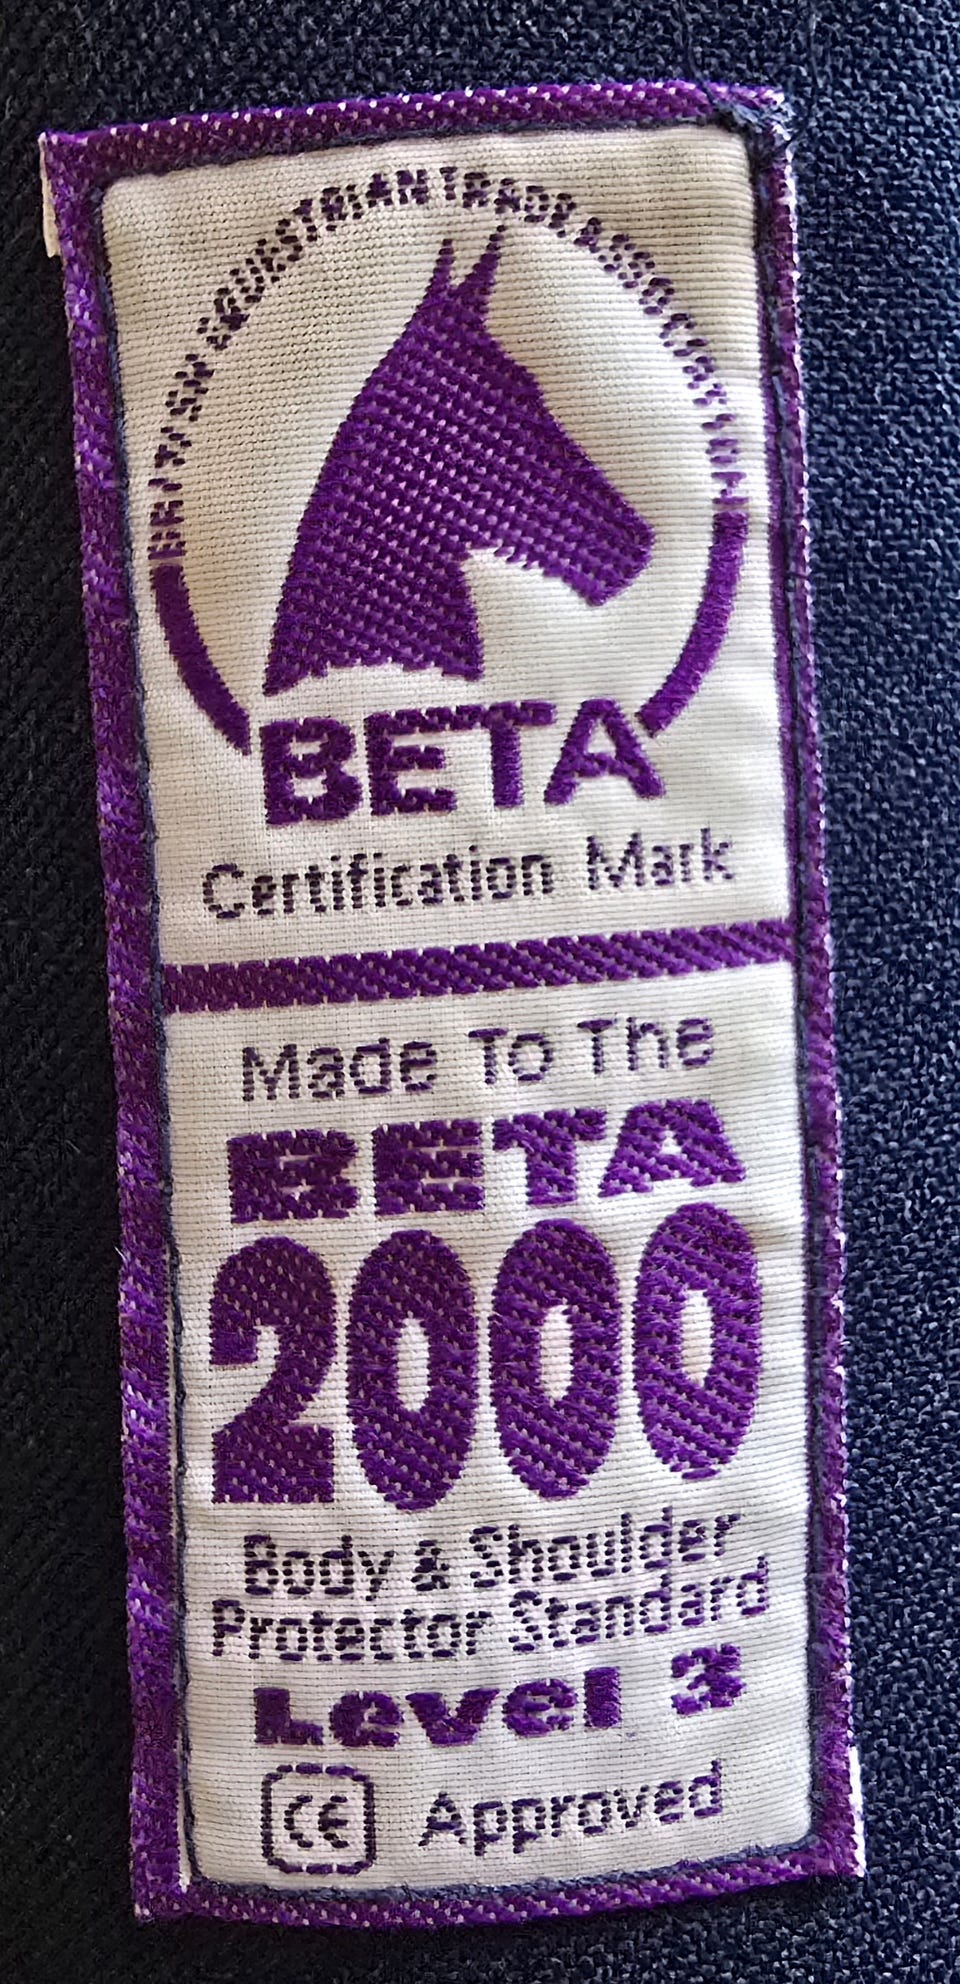 BRITISH EQUESTRIAN TRADE ASSOCIATION
BETA
Certification Mark
Made To The
BETA
2000
Body & Shoulder
Protector Standard
Level 3
CE Approved